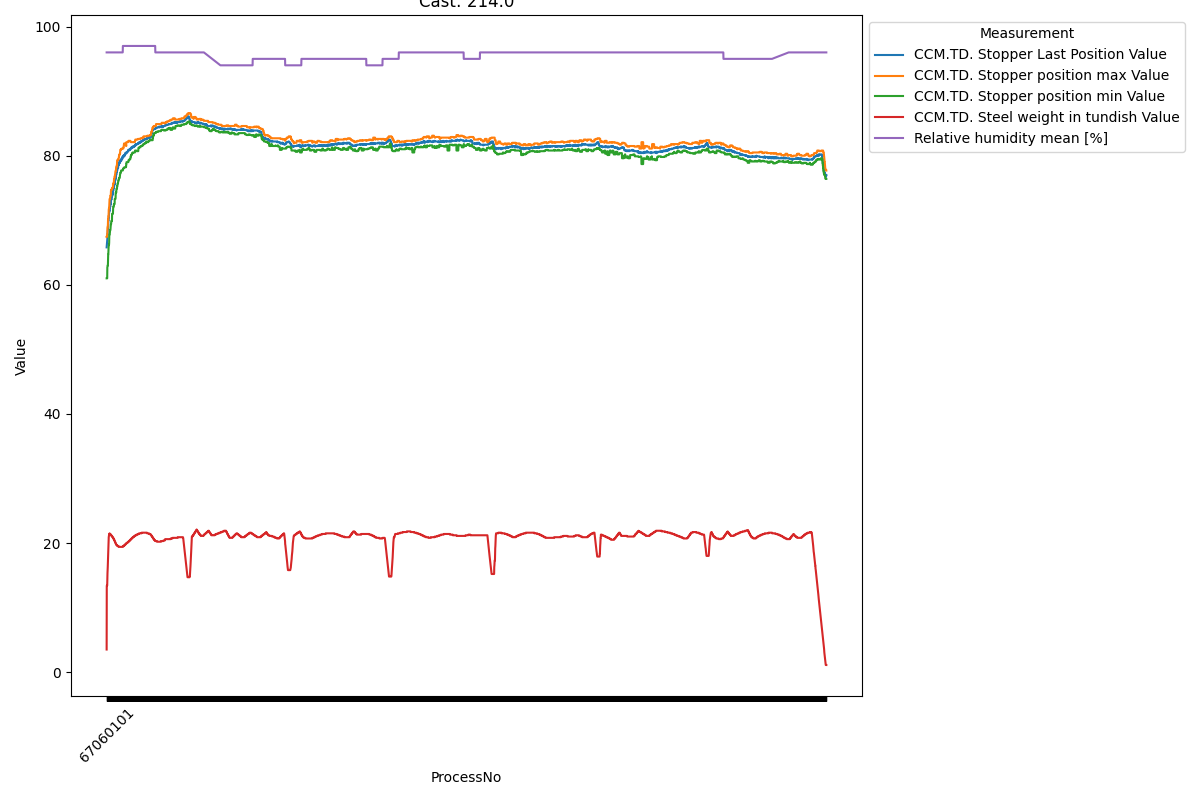 Cast: 214.0
Measurement
CCM.TD. Stopper Last Position Value
CCM.TD. Stopper position max Value
CCM.TD. Stopper position min Value
CCM.TD. Steel weight in tundish Value
Relative humidity mean [%]
100
80
60
40
20
0
Value
67060101
ProcessNo